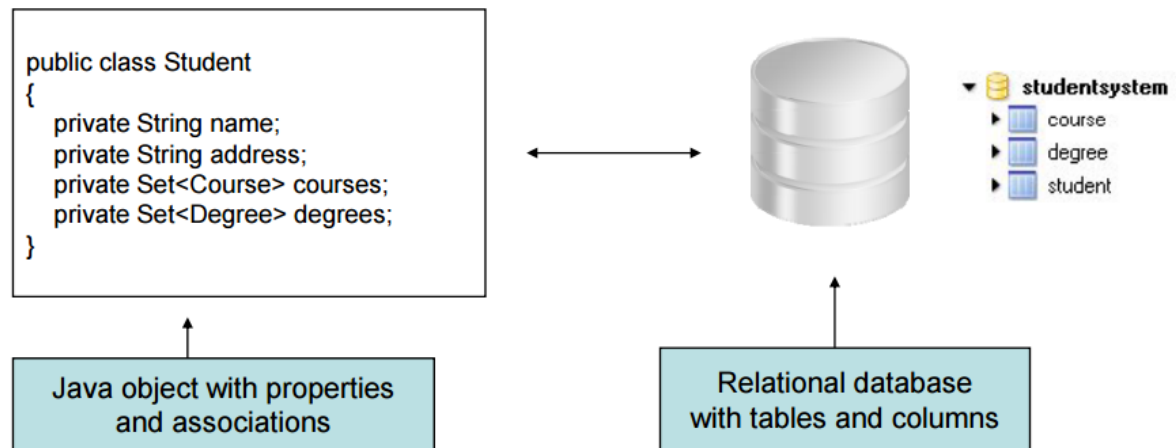 public class Student
{
private String name;
private String address;
private Set<Course> courses;
private Set<Degree> degrees;
}
studentsystem
course
degree
student
Java object with properties
and associations
Relational database
with tables and columns